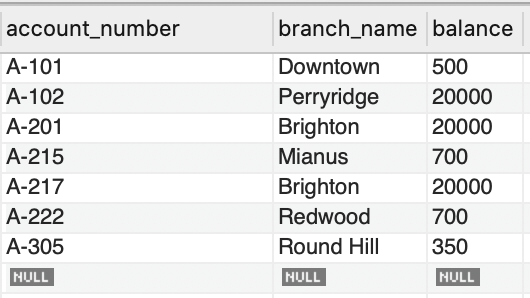 account_number branch_name balance
A-101 Downtown 500
A-102 Perryridge 20000
A-201 Brighton 20000
A-215 Mianus 700
A-217 Brighton 20000
A-222 Redwood 700
A-305 Round Hill 350
NULL NULL NULL